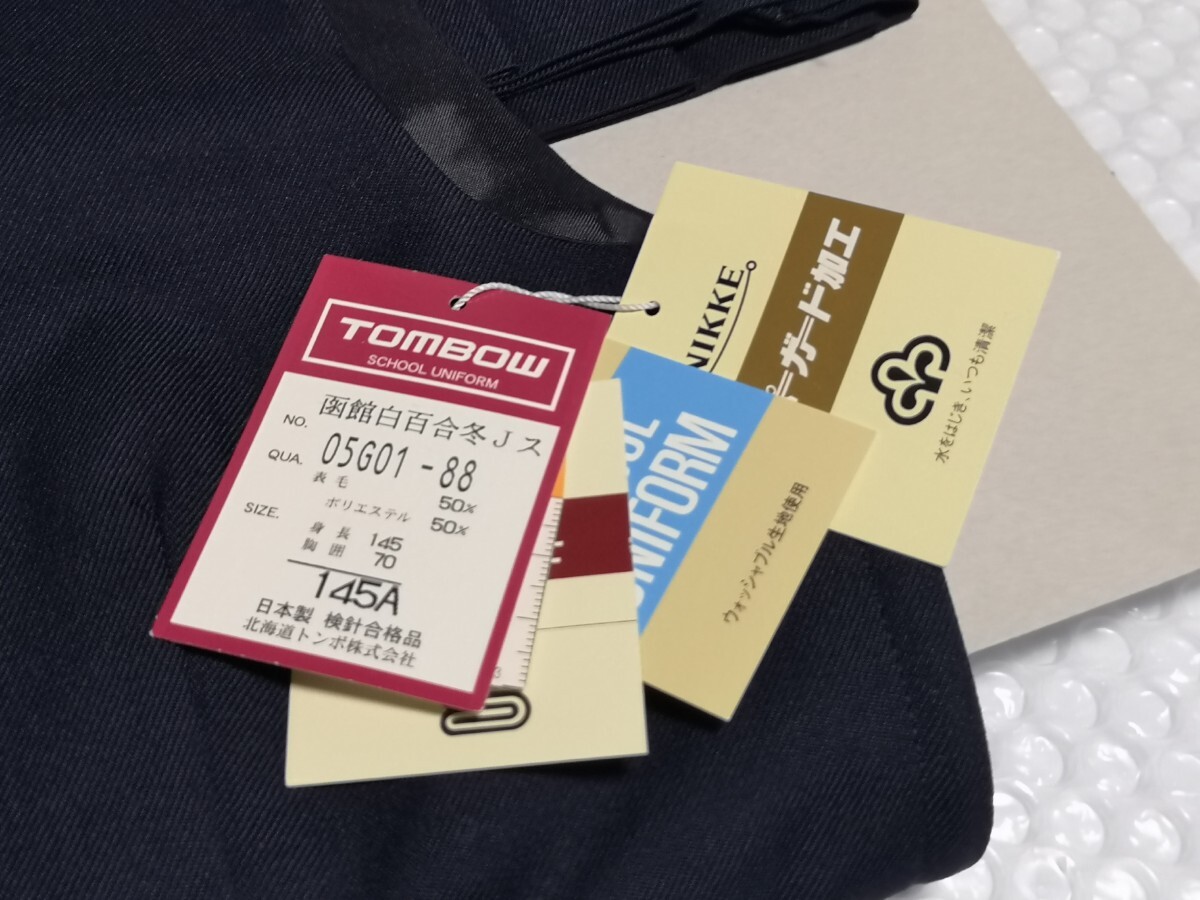 TOMBOW
SCHOOL UNIFORM
函館白百合冬Jス
NO. 05G01-88
QUA. 表 毛 50%
ポリエステル 50%
SIZE. 身長 145
胸囲 70
145A
日本製 検針合格品
北海道トンボ株式会社
NIKKE
ーガード加工
水をはじき、いつも清潔
UNIFORM
ウォッシャブル生地使用
3